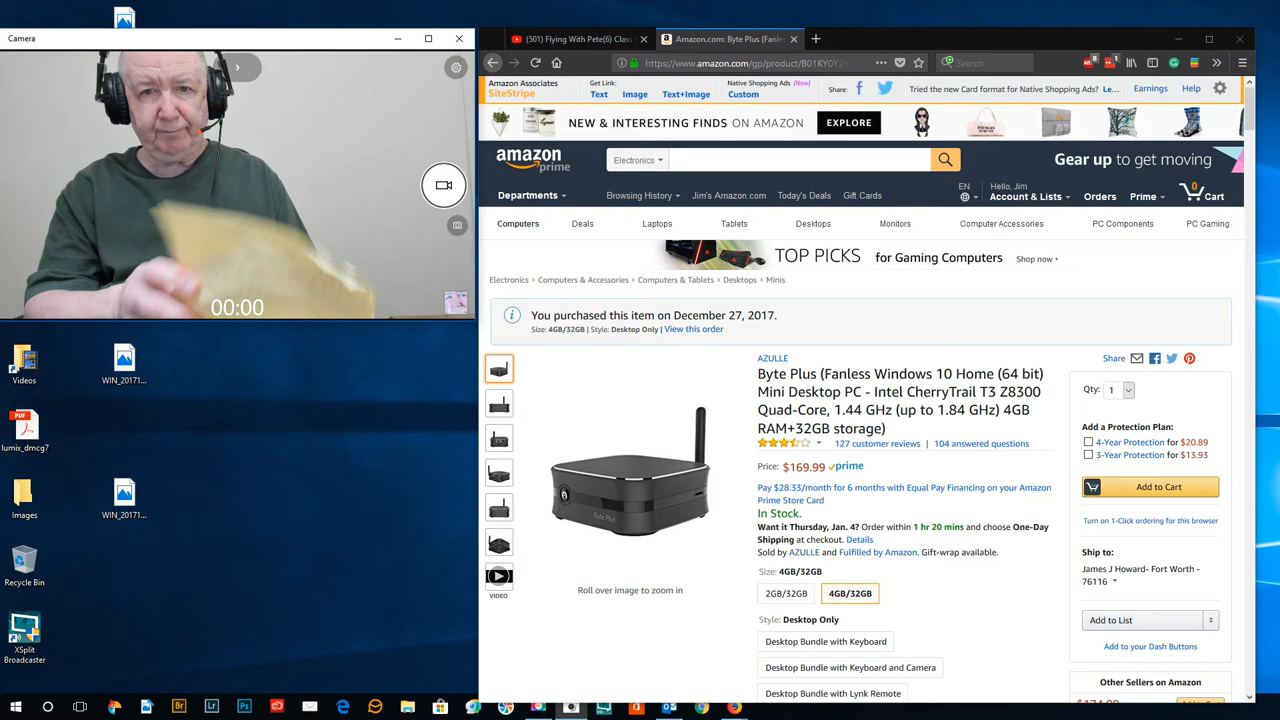 Camera
00:00
Videos
WIN_20171...
PDF
lumix_dmcg7
Images
WIN_20171...
Recycle Bin
XSplit
Broadcaster
(501) Flying With Pete(6) Clas
Amazon.com: Byte Plus (Fanles
https://www.amazon.com/gp/product/B01KY0Y2
Search
8
1
Amazon Associates
SiteStripe
Get Link:
Text Image Text+Image
Native Shopping Ads (New)
Custom
Share:
Tried the new Card format for Native Shopping Ads? Le...
Earnings Help
NEW & INTERESTING FINDS ON AMAZON EXPLORE
amazon
prime
Electronics
Gear up to get moving
Departments
Browsing History Jim's Amazon.com Today's Deals Gift Cards
EN
Hello, Jim
Account & Lists
Orders Prime
0
Cart
Computers Deals Laptops Tablets Desktops Monitors Computer Accessories PC Components PC Gaming
TOP PICKS for Gaming Computers Shop now ›
Electronics › Computers & Accessories › Computers & Tablets › Desktops › Minis
You purchased this item on December 27, 2017.
Size: 4GB/32GB | Style: Desktop Only | View this order
VIDEO
Byte Plus
Roll over image to zoom in
AZULLE
Byte Plus (Fanless Windows 10 Home (64 bit)
Mini Desktop PC - Intel CherryTrail T3 Z8300
Quad-Core, 1.44 GHz (up to 1.84 GHz) 4GB
RAM+32GB storage)
127 customer reviews | 104 answered questions
Price: $169.99 prime
Pay $28.33/month for 6 months with Equal Pay Financing on your Amazon
Prime Store Card
In Stock.
Want it Thursday, Jan. 4? Order within 1 hr 20 mins and choose One-Day
Shipping at checkout. Details
Sold by AZULLE and Fulfilled by Amazon. Gift-wrap available.
Size: 4GB/32GB
2GB/32GB 4GB/32GB
Style: Desktop Only
Desktop Bundle with Keyboard
Desktop Bundle with Keyboard and Camera
Desktop Bundle with Lynk Remote
Share
Qty: 1
Add a Protection Plan:
4-Year Protection for $20.89
3-Year Protection for $13.93
Add to Cart
Turn on 1-Click ordering for this browser
Ship to:
James J Howard- Fort Worth -
76116
Add to List
Add to your Dash Buttons
Other Sellers on Amazon
$174.99
Br
Lr
Ps